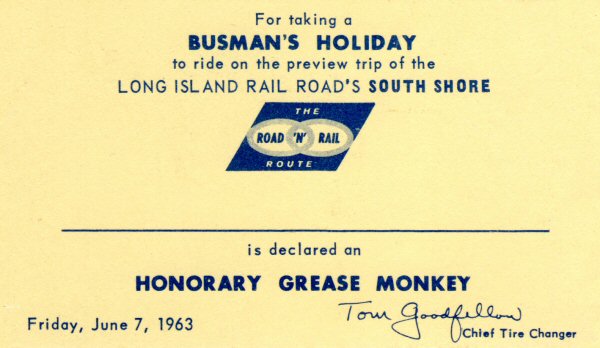 For taking a
BUSMAN'S HOLIDAY
to ride on the preview trip of the
LONG ISLAND RAIL ROAD'S SOUTH SHORE
THE
ROAD 'N' RAIL
ROUTE
is declared an
HONORARY GREASE MONKEY
Tom Goodfellow
Friday, June 7, 1963
Chief Tire Changer